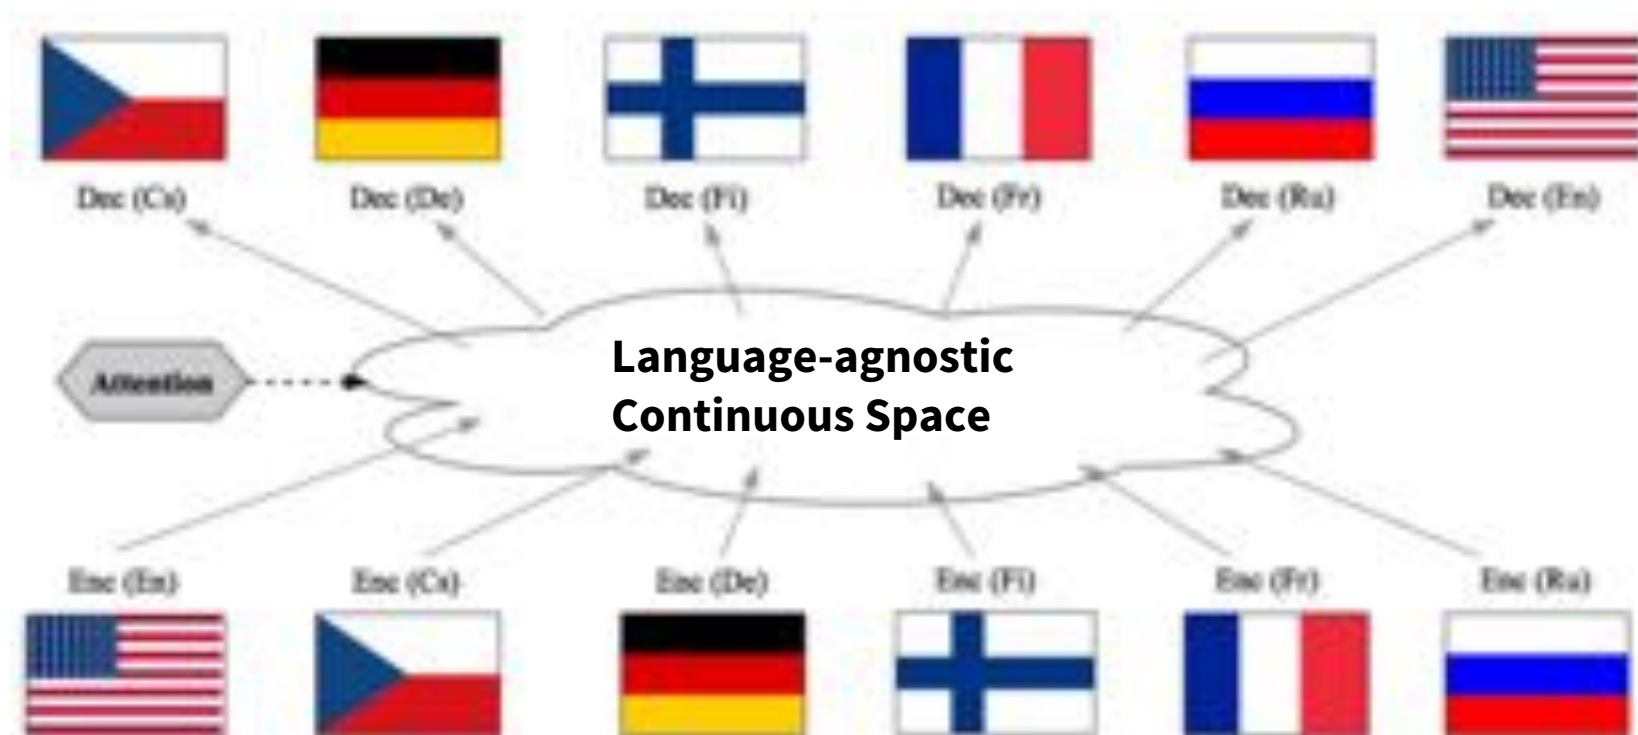 Dec (Cs) Dec (De) Dec (Fi) Dec (Fr) Dec (Ru) Dec (En)
Language-agnostic
Attention
Continuous Space
Enc (En) Enc (Cs) Enc (De) Enc (Fi) Enc (Fr) Enc (Ru)